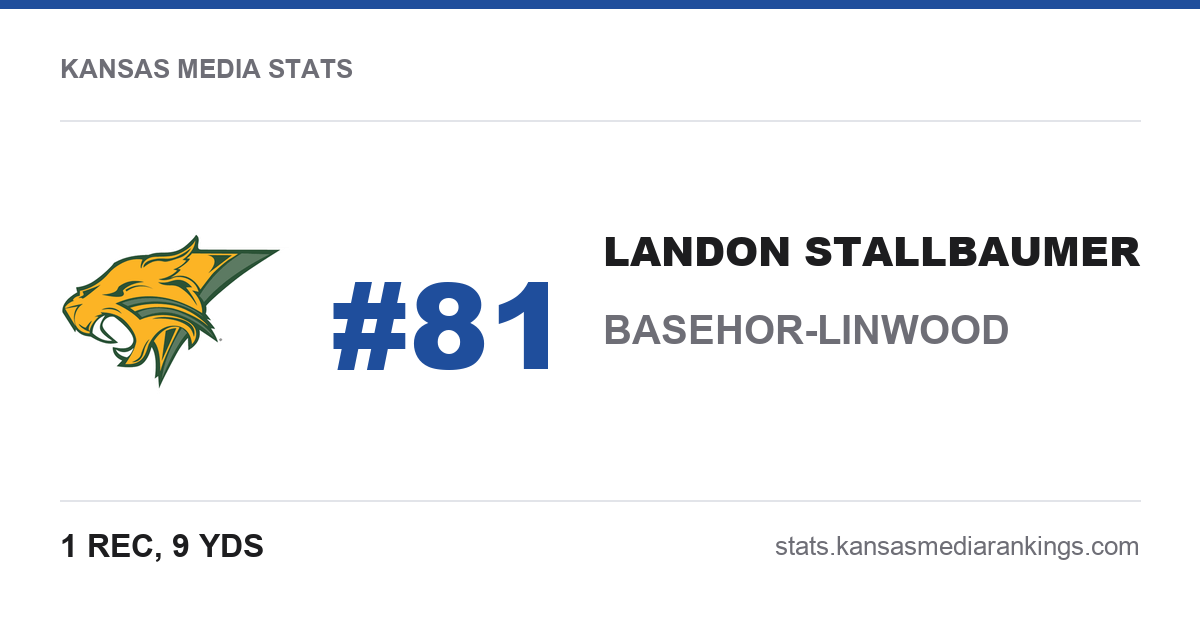 KANSAS MEDIA STATS
#81
LANDON STALLBAUMER
BASEHOR-LINWOOD
1 REC, 9 YDS
stats.kansasmediarankings.com